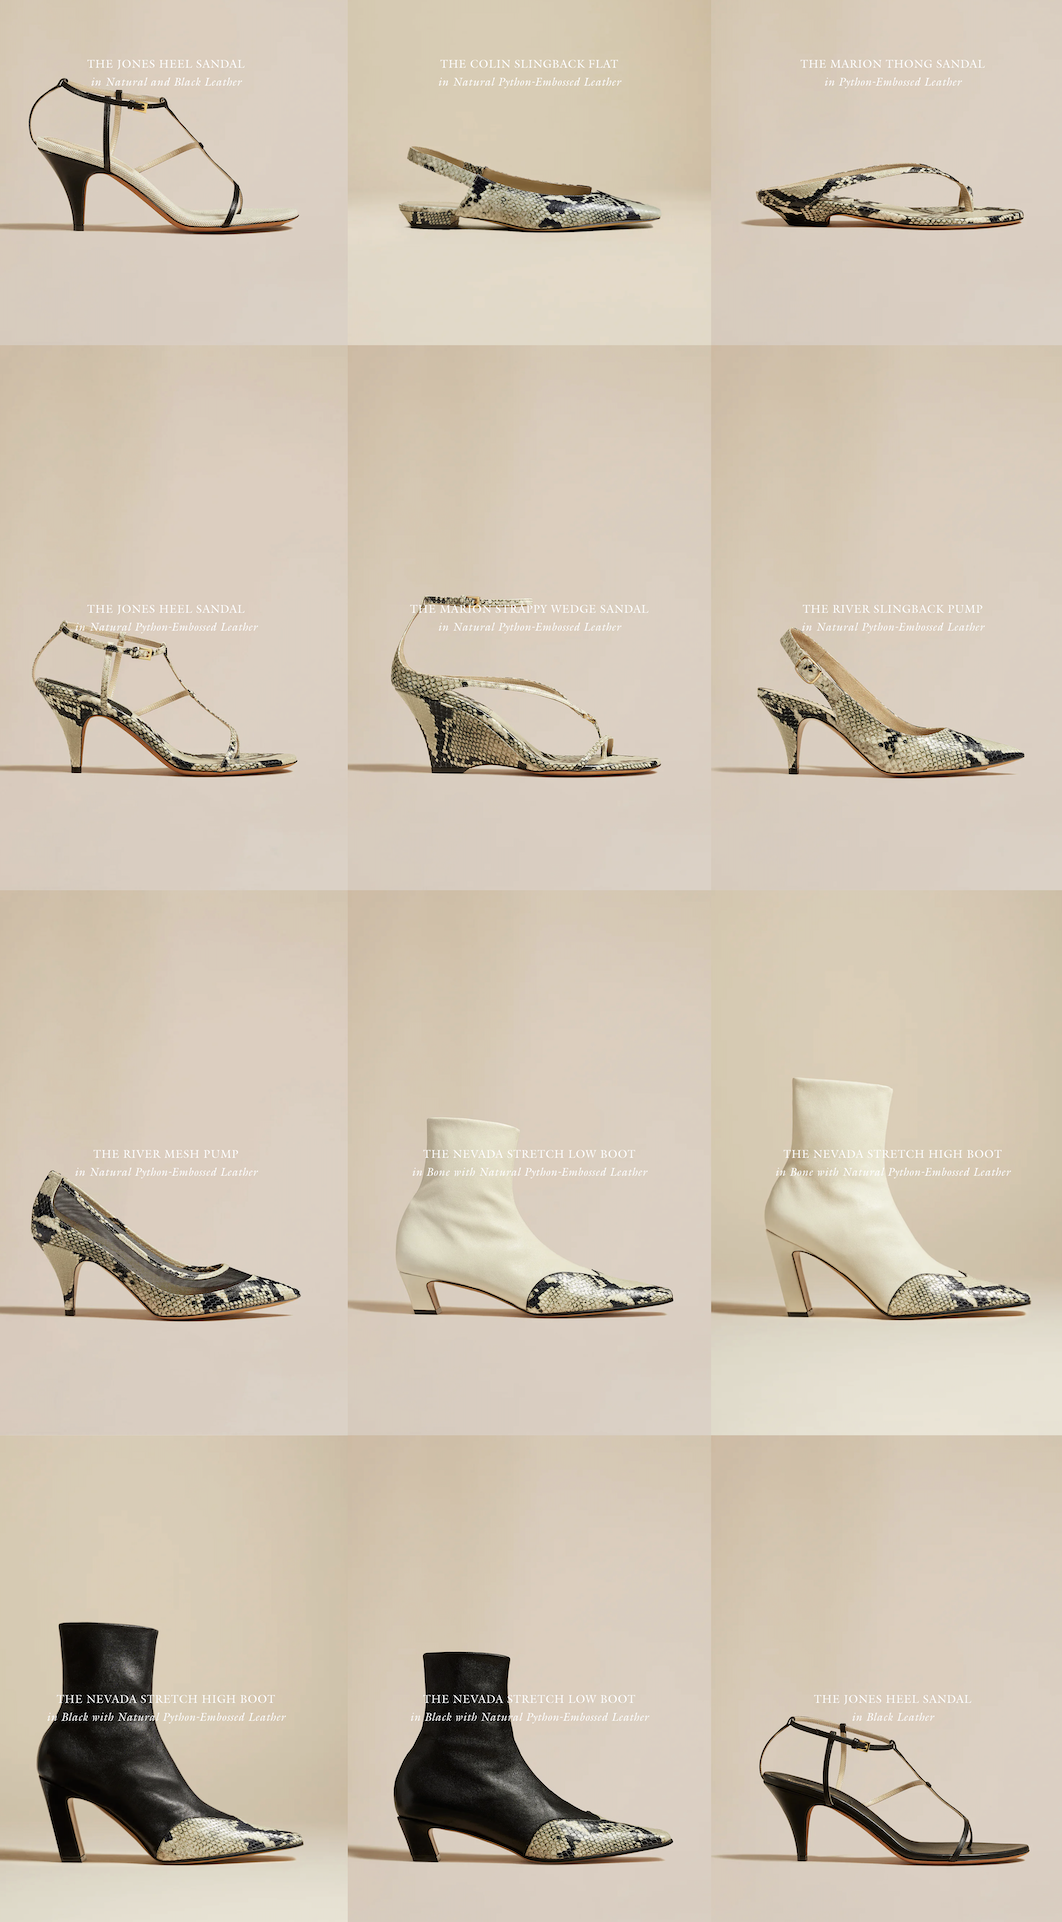 THE JONES HEEL SANDAL
in Natural and Black Leather
THE COLIN SLINGBACK FLAT
in Natural Python-Embossed Leather
THE MARION THONG SANDAL
in Python-Embossed Leather
THE JONES HEEL SANDAL
in Natural Python-Embossed Leather
THE MARION STRAPPY WEDGE SANDAL
in Natural Python-Embossed Leather
THE RIVER SLINGBACK PUMP
in Natural Python-Embossed Leather
THE RIVER MESH PUMP
in Natural Python-Embossed Leather
THE NEVADA STRETCH LOW BOOT
in Bone with Natural Python-Embossed Leather
THE NEVADA STRETCH HIGH BOOT
in Bone with Natural Python-Embossed Leather
THE NEVADA STRETCH HIGH BOOT
in Black with Natural Python-Embossed Leather
THE NEVADA STRETCH LOW BOOT
in Black with Natural Python-Embossed Leather
THE JONES HEEL SANDAL
in Black Leather